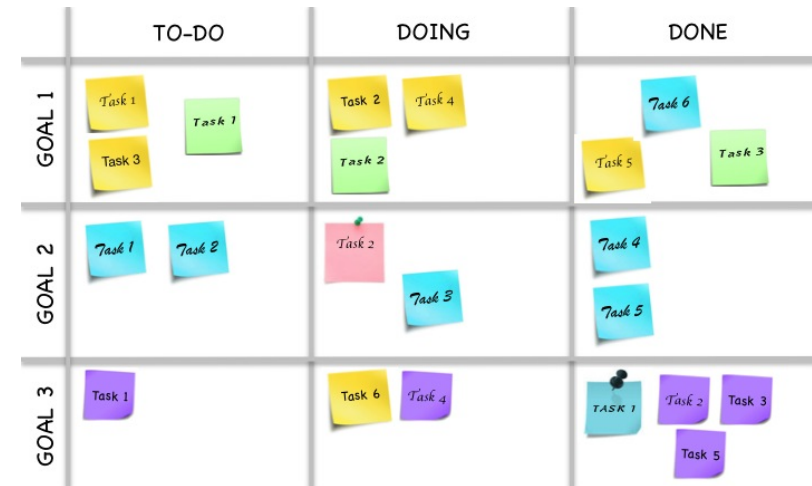 TO-DO
DOING
DONE
GOAL 1
Task 1
Task 1
Task 3
Task 2
Task 4
Task 2
Task 6
Task 5
Task 3
GOAL 2
Task 1
Task 2
Task 2
Task 3
Task 4
Task 5
GOAL 3
Task 1
Task 6
Task 4
TASK 1
Task 2
Task 3
Task 5